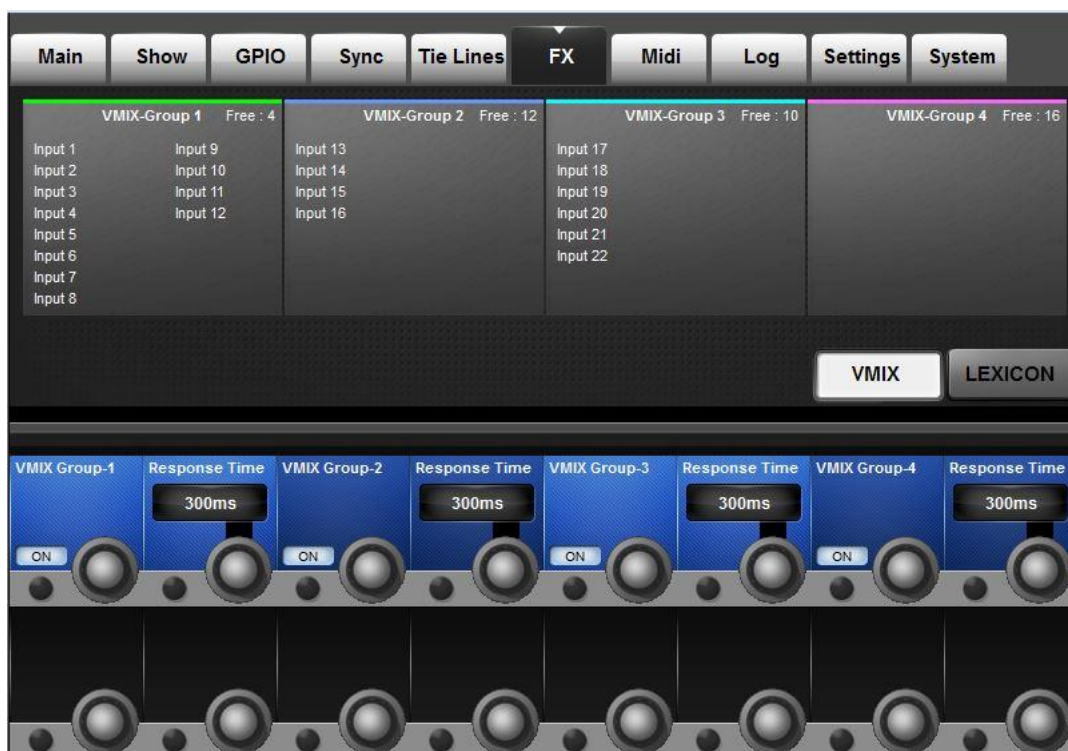 Main Show GPIO Sync Tie Lines FX Midi Log Settings System
VMIX-Group 1 Free : 4 VMIX-Group 2 Free : 12 VMIX-Group 3 Free : 10 VMIX-Group 4 Free : 16
Input 1 Input 9 Input 13 Input 17
Input 2 Input 10 Input 14 Input 18
Input 3 Input 11 Input 15 Input 19
Input 4 Input 12 Input 16 Input 20
Input 5 Input 21
Input 6 Input 22
Input 7
Input 8
VMIX LEXICON
VMIX Group-1 Response Time VMIX Group-2 Response Time VMIX Group-3 Response Time VMIX Group-4 Response Time
300ms 300ms 300ms 300ms
ON ON ON ON